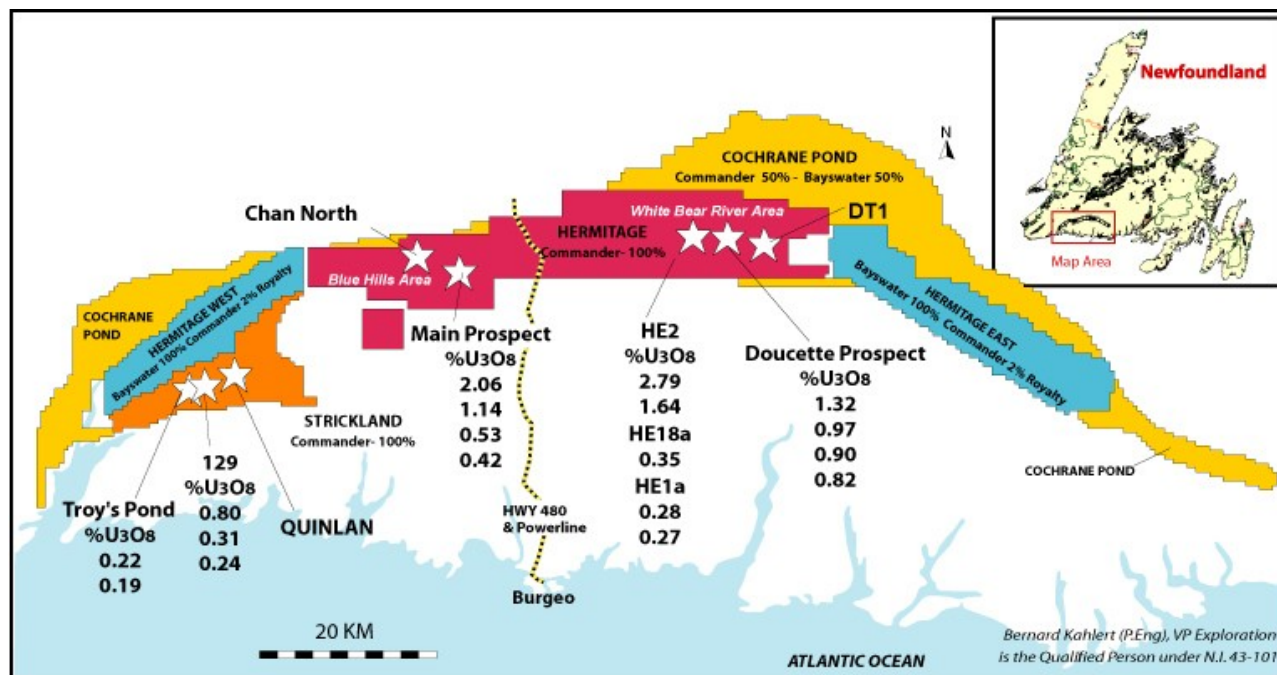 Newfoundland
Map Area
N
COCHRANE POND
Commander 50% - Bayswater 50%
Chan North
White Bear River Area
DT1
HERMITAGE
Commander- 100%
Blue Hills Area
COCHRANE
POND
HERMITAGE WEST
Bayswater 100% Commander 2% Royalty
HERMITAGE EAST
Bayswater 100% Commander 2% Royalty
Main Prospect
%U3O8
2.06
1.14
0.53
0.42
HE2
%U3O8
2.79
1.64
HE18a
0.35
HE1a
0.28
0.27
Doucette Prospect
%U3O8
1.32
0.97
0.90
0.82
STRICKLAND
Commander- 100%
COCHRANE POND
129
%U3O8
0.80
0.31
0.24
Troy's Pond
%U3O8
0.22
0.19
QUINLAN
HWY 480
& Powerline
Burgeo
20 KM
ATLANTIC OCEAN
Bernard Kahlert (P.Eng), VP Exploration
is the Qualified Person under N.I. 43-101